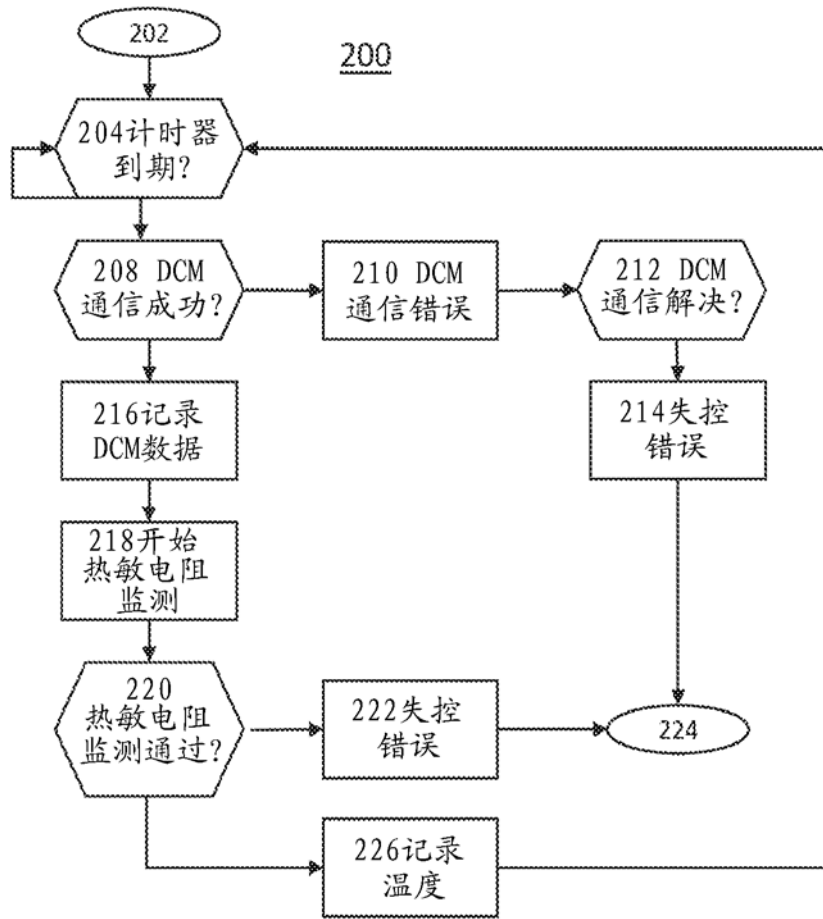 202
200
204计时器
到期?
208 DCM
通信成功?
210 DCM
通信错误
212 DCM
通信解决?
216记录
DCM数据
214失控
错误
218开始
热敏电阻
监测
220
热敏电阻
监测通过?
222失控
错误
224
226记录
温度